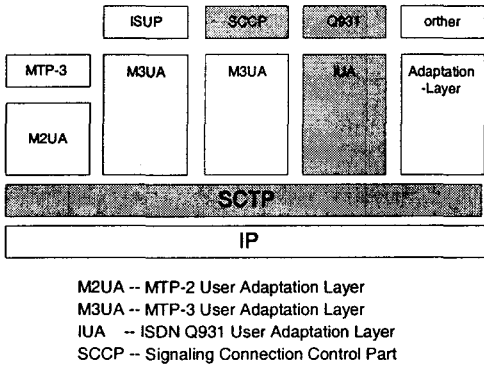 ISUP SCCP Q931 orther
MTP-3 M3UA M3UA IUA Adaptation
-Layer
M2UA
SCTP
IP
M2UA -- MTP-2 User Adaptation Layer
M3UA -- MTP-3 User Adaptation Layer
IUA -- ISDN Q931 User Adaptation Layer
SCCP -- Signaling Connection Control Part